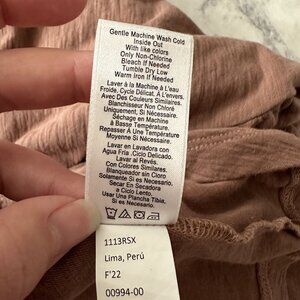 Gentle Machine Wash Cold
Inside Out
With like colors
Only Non-Chlorine
Bleach If Needed
Tumble Dry Low
Warm Iron If Needed
Laver à la Machine à L'eau
Froide, Cycle Délicat. À L'envers.
Avec Des Couleurs Similaires.
Blanchisseur Non Chloré
Uniquement, Si Nécessaire.
Séchage en Machine
à Basse Température.
Repasser À Une Température
Moyenne Si Nécessaire.
Lavar en Lavadora con
Agua Fria .Ciclo Delicado.
Lavar al Revés.
Con Colores Similares.
Blanqueador sin Cloro
Solamente Si es Necesario.
Secar En Secadora
à Ciclo Lento.
Usar Una Plancha Tibia,
Si es Necesario.
1113RSX
Lima, Perú
F'22
00994-00